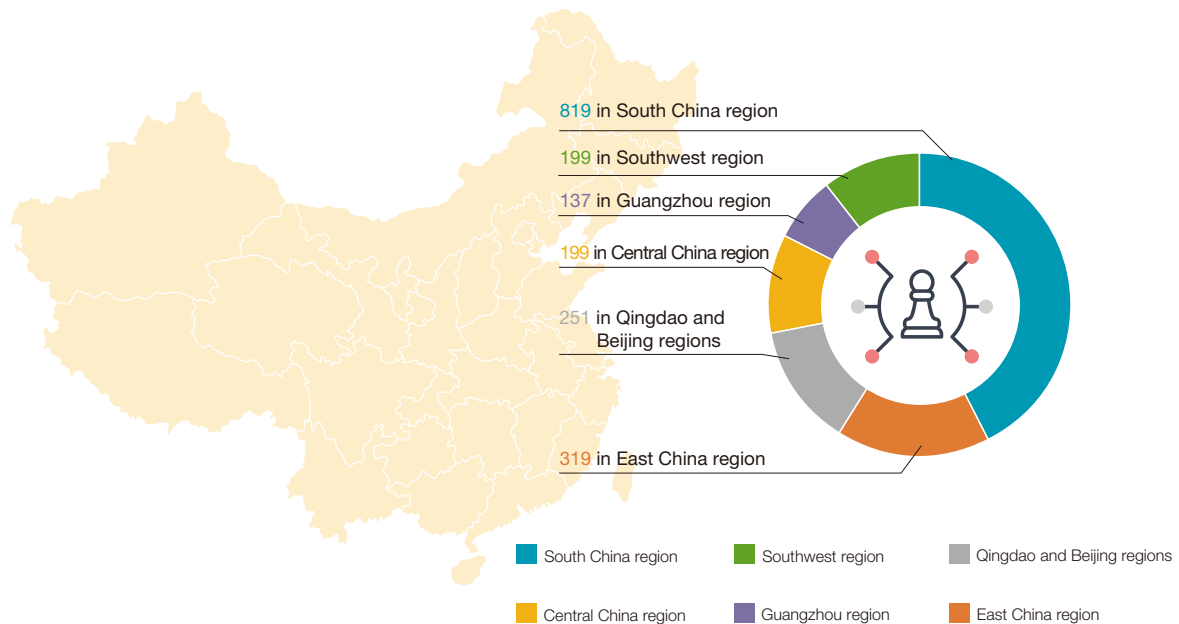 819 in South China region
199 in Southwest region
137 in Guangzhou region
199 in Central China region
251 in Qingdao and
Beijing regions
319 in East China region
South China region
Southwest region
Qingdao and Beijing regions
Central China region
Guangzhou region
East China region